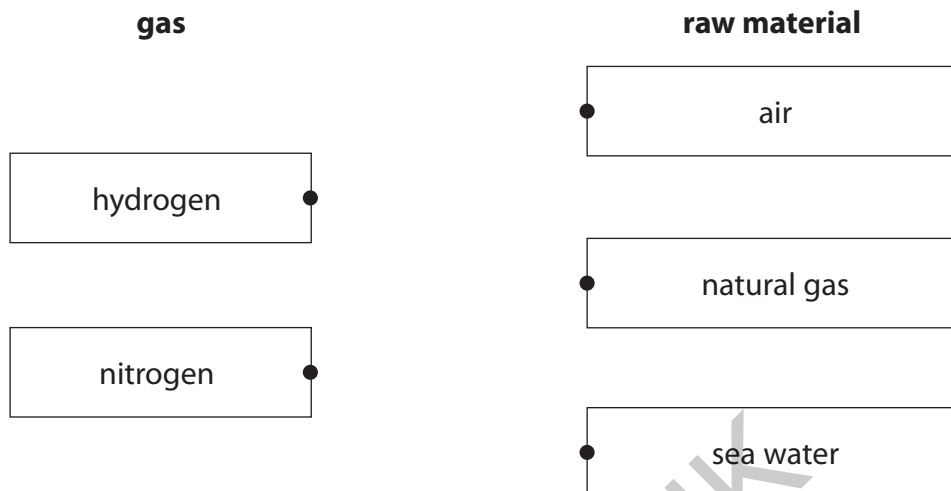 gas
raw material
air
hydrogen
natural gas
nitrogen
sea water